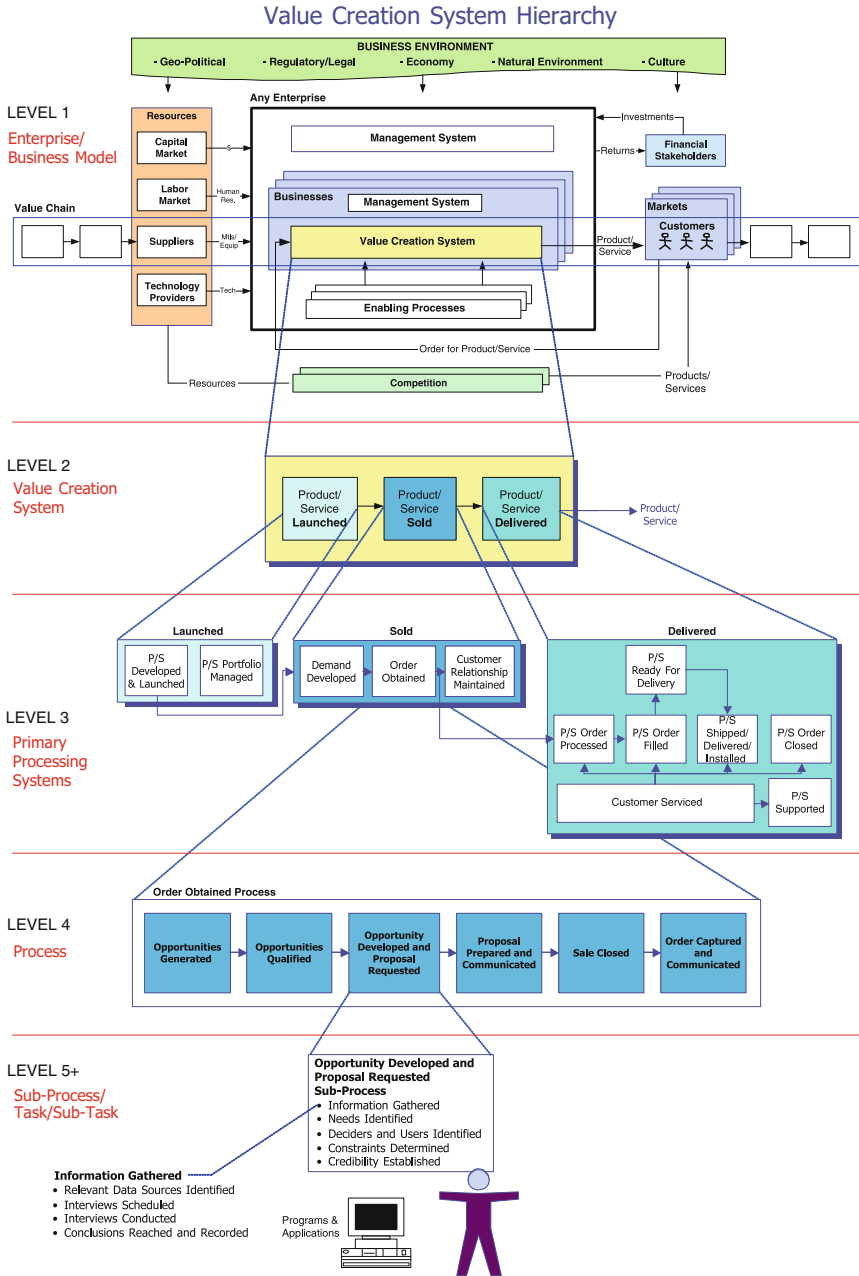 Value Creation System Hierarchy
BUSINESS ENVIRONMENT
- Geo-Political - Regulatory/Legal - Economy - Natural Environment - Culture
LEVEL 1
Enterprise/
Business Model
Resources
Capital
Market
Labor
Market
Suppliers
Technology
Providers
$
Human
Res.
Mtls/
Equip
Tech
Any Enterprise
Management System
Businesses
Management System
Value Creation System
Enabling Processes
Investments
Returns
Financial
Stakeholders
Value Chain
Markets
Customers
Product/
Service
Order for Product/Service
Resources
Competition
Products/
Services
LEVEL 2
Value Creation
System
Product/
Service
Launched
Product/
Service
Sold
Product/
Service
Delivered
Product/
Service
LEVEL 3
Primary
Processing
Systems
Launched
P/S
Developed
& Launched
P/S Portfolio
Managed
Sold
Demand
Developed
Order
Obtained
Customer
Relationship
Maintained
Delivered
P/S
Ready For
Delivery
P/S Order
Processed
P/S Order
Filled
P/S
Shipped/
Delivered/
Installed
P/S Order
Closed
Customer Serviced
P/S
Supported
LEVEL 4
Process
Order Obtained Process
Opportunities
Generated
Opportunities
Qualified
Opportunity
Developed and
Proposal
Requested
Proposal
Prepared and
Communicated
Sale Closed
Order Captured
and
Communicated
LEVEL 5+
Sub-Process/
Task/Sub-Task
Opportunity Developed and
Proposal Requested
Sub-Process
• Information Gathered
• Needs Identified
• Deciders and Users Identified
• Constraints Determined
• Credibility Established
Information Gathered
• Relevant Data Sources Identified
• Interviews Scheduled
• Interviews Conducted
• Conclusions Reached and Recorded
Programs &
Applications